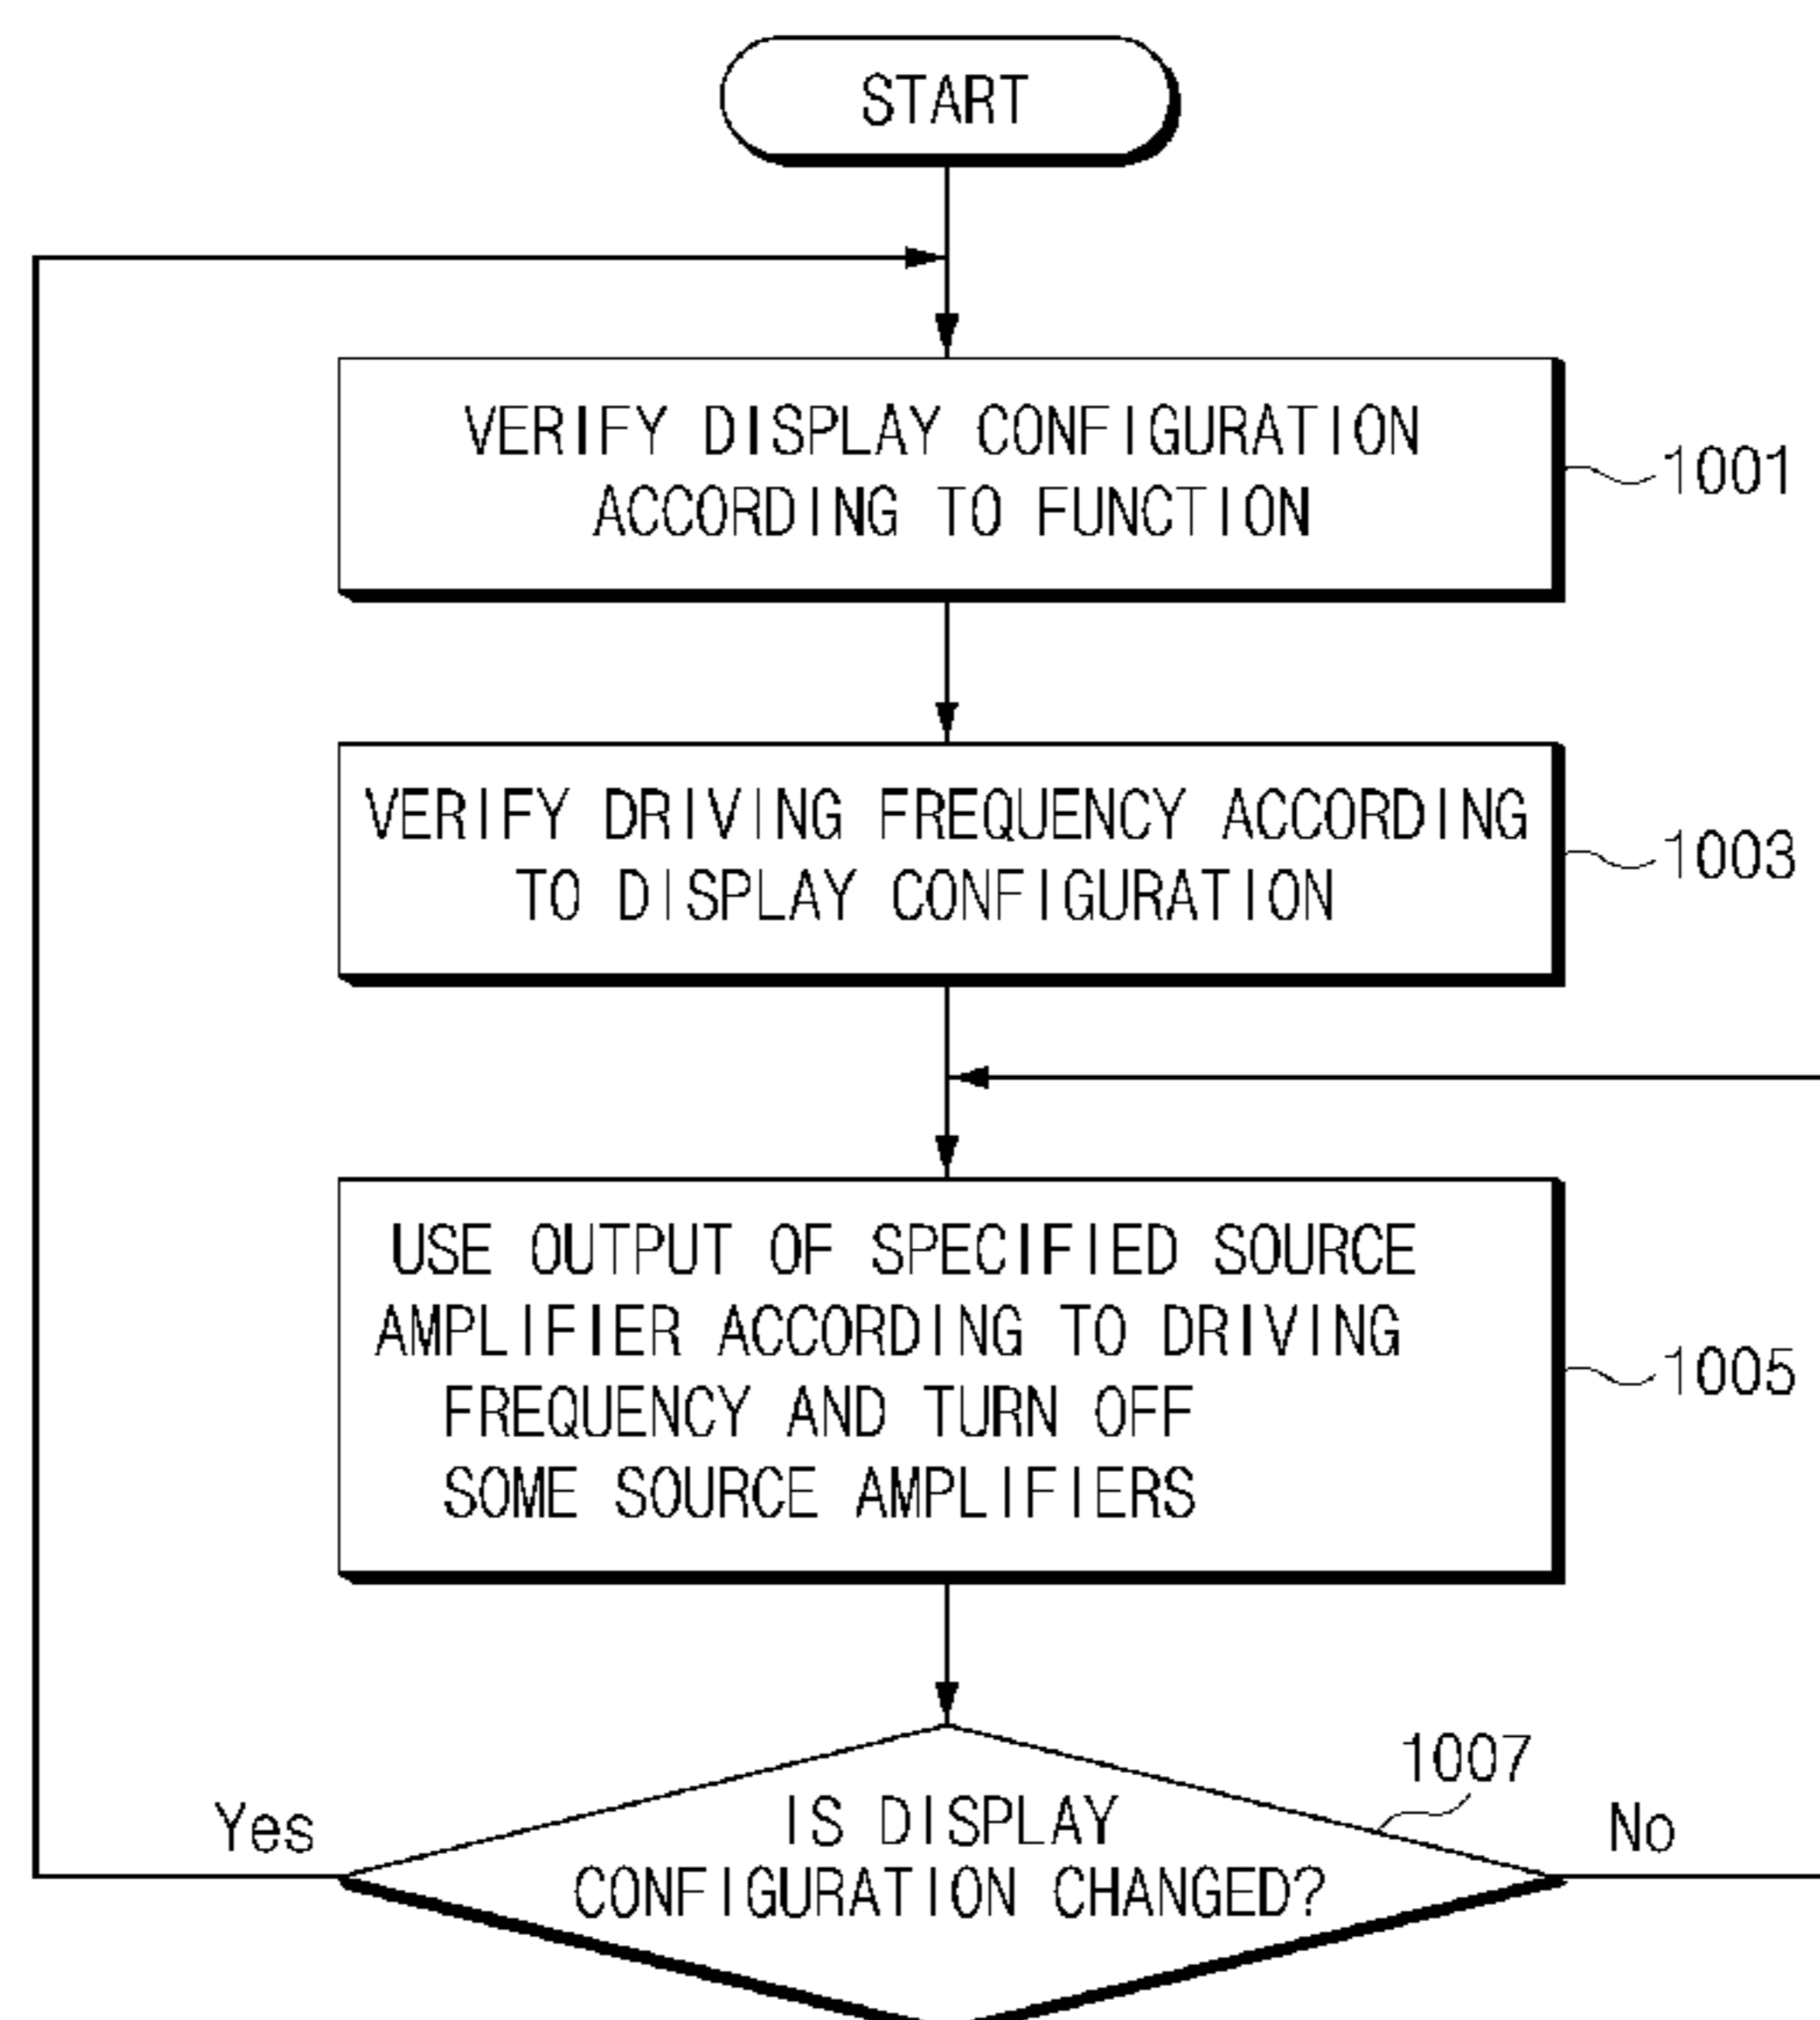 START
VERIFY DISPLAY CONFIGURATION
ACCORDING TO FUNCTION
1001
VERIFY DRIVING FREQUENCY ACCORDING
TO DISPLAY CONFIGURATION
1003
USE OUTPUT OF SPECIFIED SOURCE
AMPLIFIER ACCORDING TO DRIVING
FREQUENCY AND TURN OFF
SOME SOURCE AMPLIFIERS
1005
1007
Yes
IS DISPLAY
CONFIGURATION CHANGED?
No